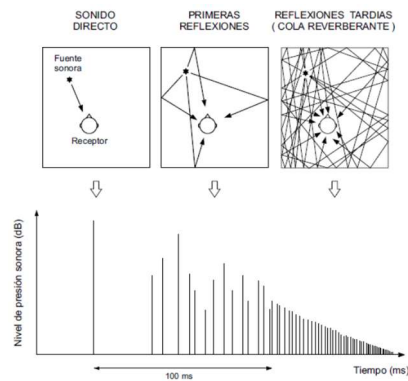 SONIDO
DIRECTO
PRIMERAS
REFLEXIONES
REFLEXIONES TARDIAS
( COLA REVERBERANTE )
Fuente
sonora
Receptor
Nivel de presión sonora (dB)
100 ms
Tiempo (ms)